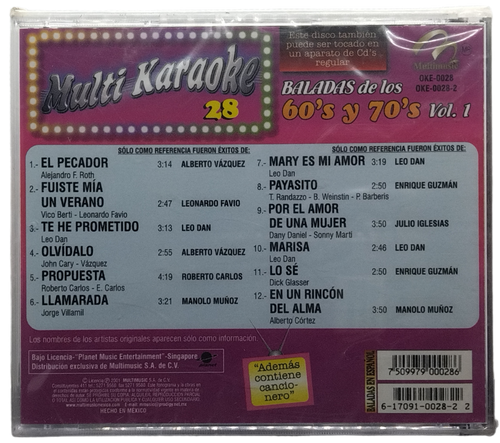 Multi Karaoke
28
Este disco también
puede ser tocado en
un aparato de Cd's
regular
Multimusic
OKE-0028
OKE-0028-2
BALADAS de los
60's y 70's Vol. 1
SÓLO COMO REFERENCIA FUERON ÉXITOS DE:
1.- EL PECADOR 3:14 ALBERTO VÁZQUEZ
Alejandro F. Roth
2.- FUISTE MÍA
UN VERANO 2:47 LEONARDO FAVIO
Vico Berti - Leonardo Favio
3.- TE HE PROMETIDO 3:13 LEO DAN
Leo Dan
4.- OLVÍDALO 2:55 ALBERTO VÁZQUEZ
John Cary - Vázquez
5.- PROPUESTA 4:19 ROBERTO CARLOS
Roberto Carlos - E. Carlos
6.- LLAMARADA 3:21 MANOLO MUÑOZ
Jorge Villamil
SÓLO COMO REFERENCIA FUERON ÉXITOS DE:
7.- MARY ES MI AMOR 3:19 LEO DAN
Leo Dan
8.- PAYASITO 2:50 ENRIQUE GUZMÁN
T. Randazzo - B. Weinstin - P. Barberis
9.- POR EL AMOR
DE UNA MUJER 3:50 JULIO IGLESIAS
Dany Daniel - Sonny Marti
10.- MARISA 2:46 LEO DAN
Leo Dan
11.- LO SÉ 2:50 ENRIQUE GUZMÁN
Dick Glasser
12.- EN UN RINCÓN
DEL ALMA 3:50 MANOLO MUÑOZ
Alberto Córtez
Los nombres de los artistas originales aparecen sólo como información.
Bajo Licencia-"Planet Music Entertainment"-Singapore
Distribución exclusiva de Multimusic S.A. de C.V.
HECHO EN MEXICO
"Además
contiene
cancio-
nero"
BALADAS EN ESPAÑOL
7 509979 000286
6-17091-0028-2 2